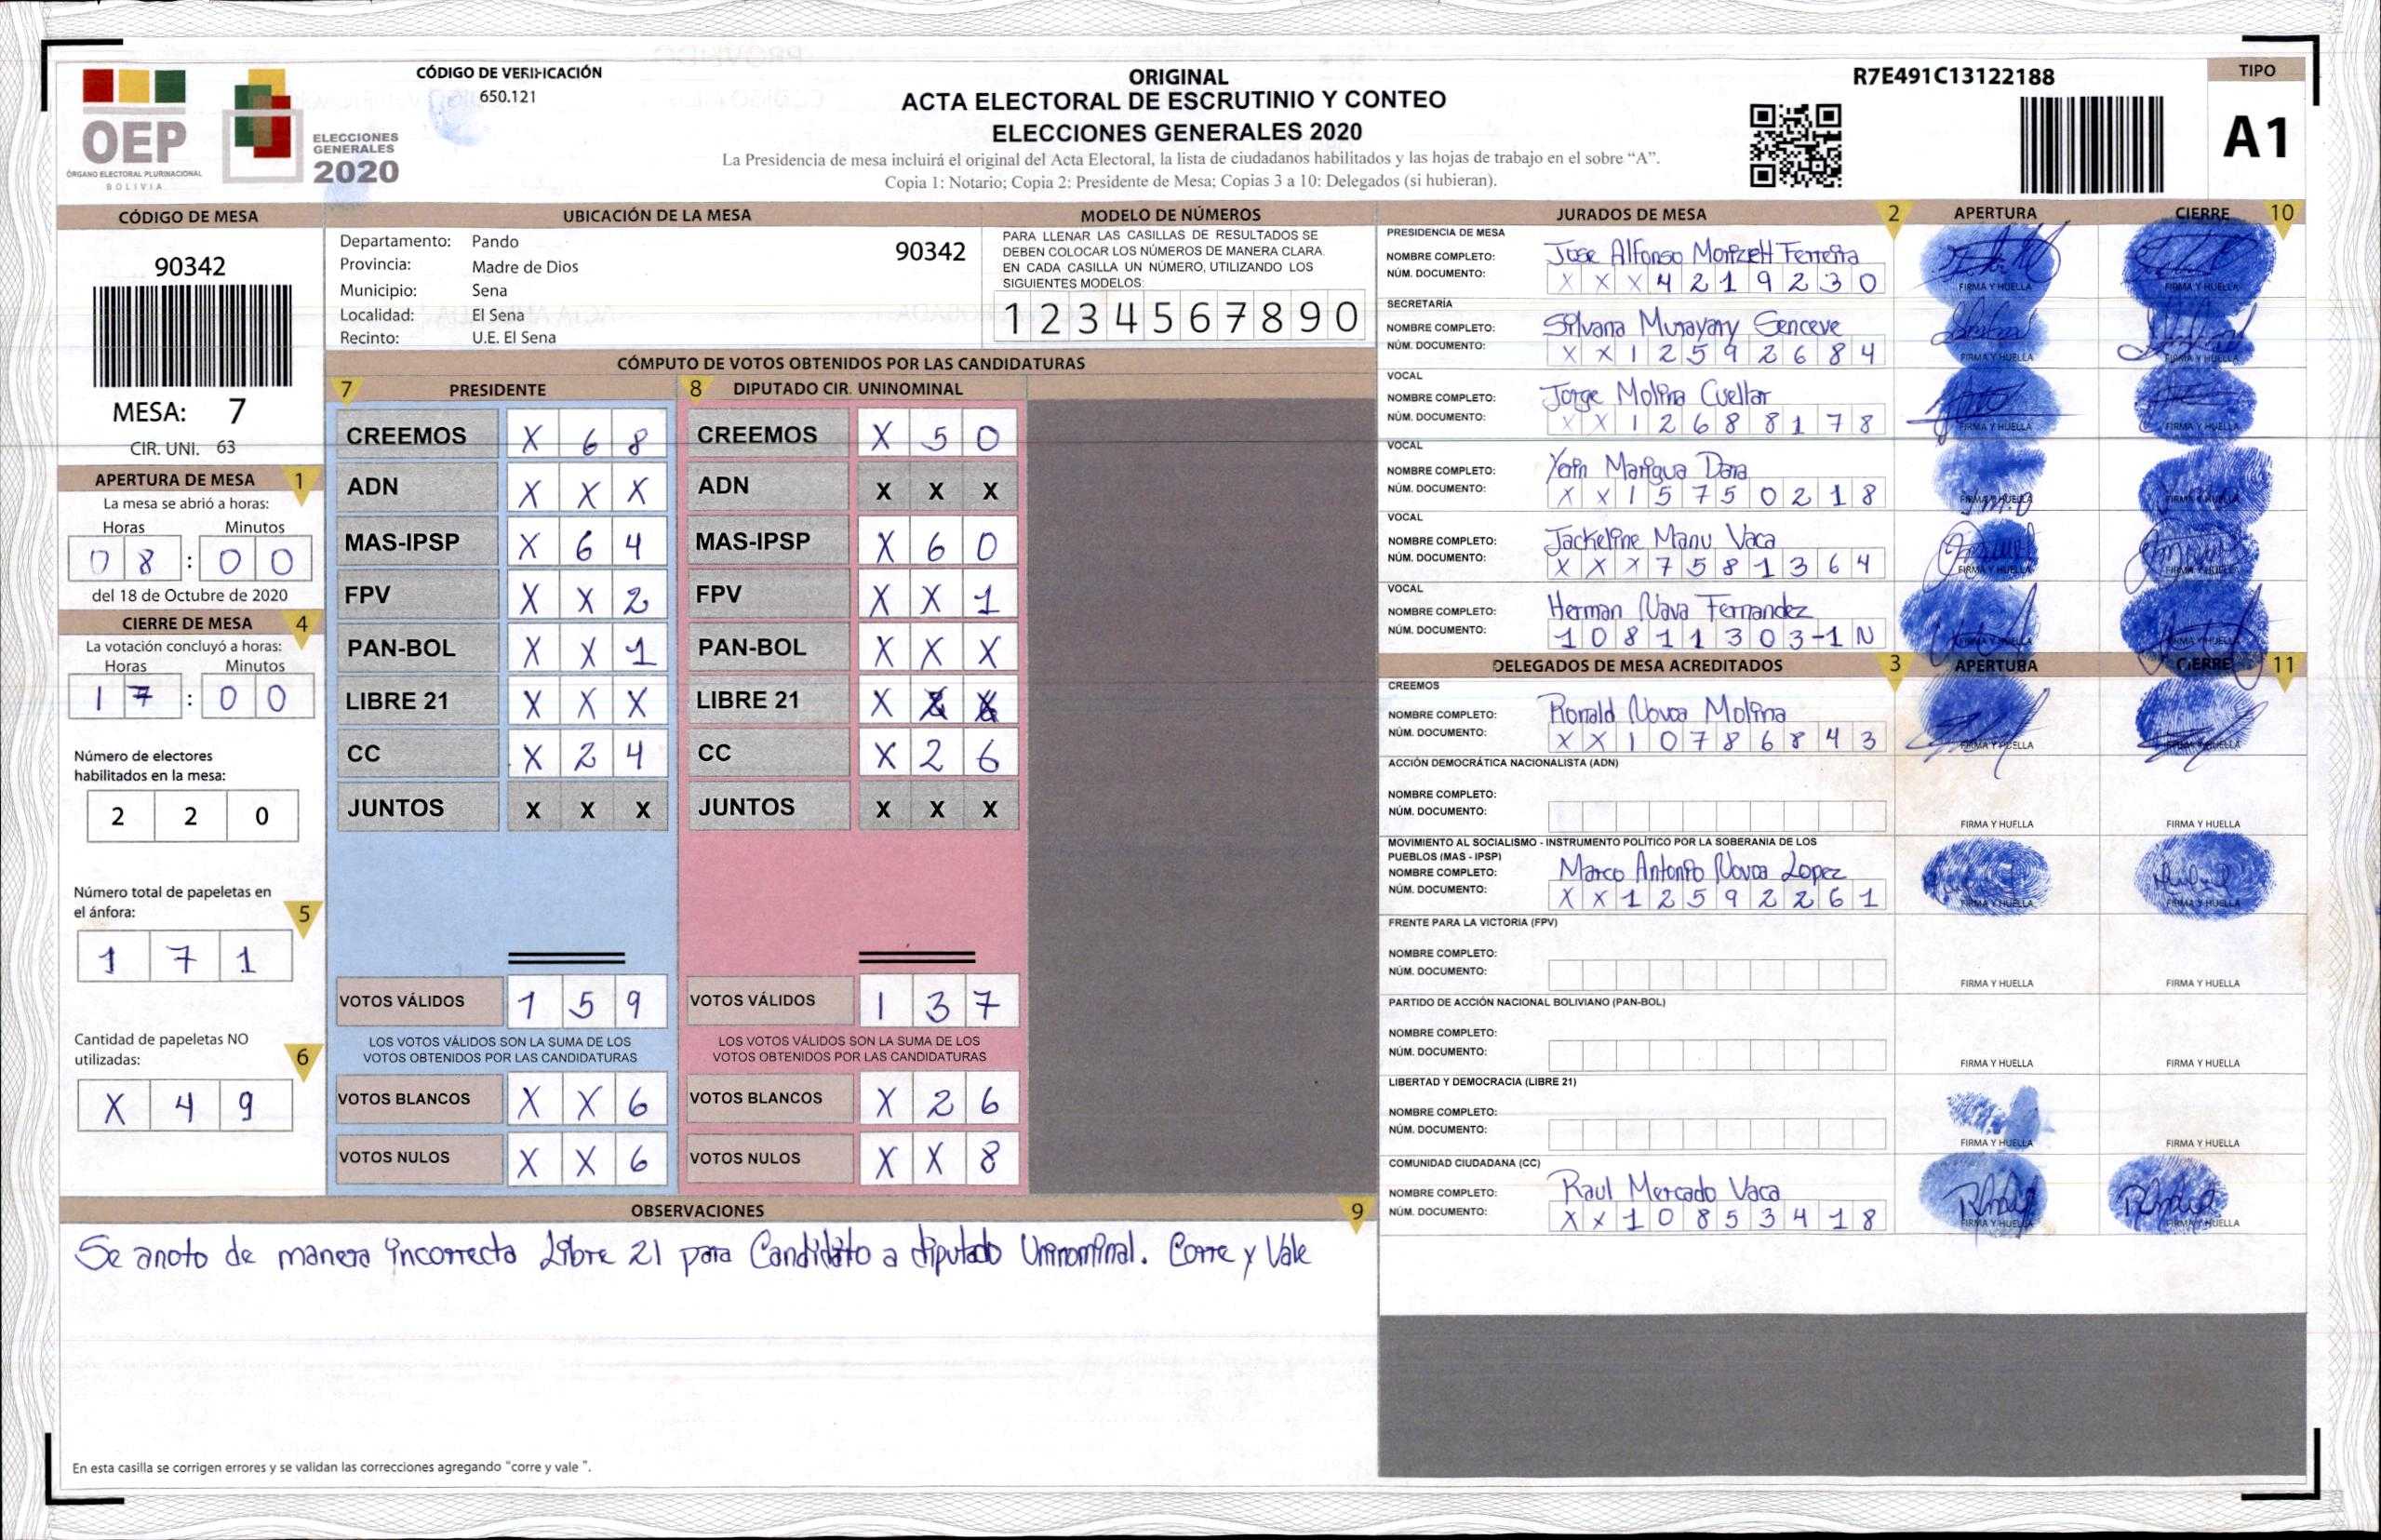 CÓDIGO DE VERIFICACIÓN
650.121
OEP
ÓRGANO ELECTORAL PLURINACIONAL
BOLIVIA
ELECCIONES
GENERALES
2020
ORIGINAL
ACTA ELECTORAL DE ESCRUTINIO Y CONTEO
ELECCIONES GENERALES 2020
La Presidencia de mesa incluirá el original del Acta Electoral, la lista de ciudadanos habilitados y las hojas de trabajo en el sobre “A”.
Copia 1: Notario; Copia 2: Presidente de Mesa; Copias 3 a 10: Delegados (si hubieran).
R7E491C13122188
TIPO
A1
CÓDIGO DE MESA
90342
MESA: 7
CIR. UNI. 63
APERTURA DE MESA 1
La mesa se abrió a horas:
Horas Minutos
0 8 : 0 0
del 18 de Octubre de 2020
CIERRE DE MESA 4
La votación concluyó a horas:
Horas Minutos
1 7 : 0 0
Número de electores
habilitados en la mesa:
2 2 0
Número total de papeletas en
el ánfora: 5
1 7 1
Cantidad de papeletas NO
utilizadas: 6
X 4 9
UBICACIÓN DE LA MESA
Departamento: Pando 90342
Provincia: Madre de Dios
Municipio: Sena
Localidad: El Sena
Recinto: U.E. El Sena
MODELO DE NÚMEROS
PARA LLENAR LAS CASILLAS DE RESULTADOS SE
DEBEN COLOCAR LOS NÚMEROS DE MANERA CLARA.
EN CADA CASILLA UN NÚMERO, UTILIZANDO LOS
SIGUIENTES MODELOS.
1 2 3 4 5 6 7 8 9 0
CÓMPUTO DE VOTOS OBTENIDOS POR LAS CANDIDATURAS
7 PRESIDENTE
CREEMOS X 6 8
ADN X X X
MAS-IPSP X 6 4
FPV X X 2
PAN-BOL X X 1
LIBRE 21 X X X
CC X 2 4
JUNTOS X X X
VOTOS VÁLIDOS 1 5 9
LOS VOTOS VÁLIDOS SON LA SUMA DE LOS
VOTOS OBTENIDOS POR LAS CANDIDATURAS
VOTOS BLANCOS X X 6
VOTOS NULOS X X 6
8 DIPUTADO CIR. UNINOMINAL
CREEMOS X 5 0
ADN X X X
MAS-IPSP X 6 0
FPV X X 1
PAN-BOL X X X
LIBRE 21 X
CC X 2 6
JUNTOS X X X
VOTOS VÁLIDOS 1 3 7
LOS VOTOS VÁLIDOS SON LA SUMA DE LOS
VOTOS OBTENIDOS POR LAS CANDIDATURAS
VOTOS BLANCOS X 2 6
VOTOS NULOS X X 8
OBSERVACIONES 9
Se anoto de manera incorrecta Libre 21 para Candidato a diputado Uninominal. Corre y Vale
En esta casilla se corrigen errores y se validan las correcciones agregando "corre y vale ".
JURADOS DE MESA 2 APERTURA CIERRE 10
PRESIDENCIA DE MESA
NOMBRE COMPLETO: Jose Alfonso Ferreira
NÚM. DOCUMENTO: X X X 4 2 1 9 2 3 0
FIRMA Y HUELLA FIRMA Y HUELLA
SECRETARÍA
NOMBRE COMPLETO: Silvana Genceve
NÚM. DOCUMENTO: X X 1 2 5 9 2 6 8 4
FIRMA Y HUELLA FIRMA Y HUELLA
VOCAL
NOMBRE COMPLETO: Jorge Molina Cuellar
NÚM. DOCUMENTO: X X 1 2 6 8 8 1 7 8
FIRMA Y HUELLA FIRMA Y HUELLA
VOCAL
NOMBRE COMPLETO: Yerin Marigua Dara
NÚM. DOCUMENTO: X X 1 5 7 5 0 2 1 8
FIRMA Y HUELLA FIRMA Y HUELLA
VOCAL
NOMBRE COMPLETO: Jackeline Manu Vaca
NÚM. DOCUMENTO: X X X 7 5 8 1 3 6 4
FIRMA Y HUELLA FIRMA Y HUELLA
VOCAL
NOMBRE COMPLETO: Herman Nava Fernandez
NÚM. DOCUMENTO: 1 0 8 1 1 3 0 3-1 N
FIRMA Y HUELLA FIRMA Y HUELLA
DELEGADOS DE MESA ACREDITADOS 3 APERTURA CIERRE 11
CREEMOS
NOMBRE COMPLETO: Ronald Novoa Molina
NÚM. DOCUMENTO: X X 1 0 7 8 6 8 4 3
FIRMA Y HUELLA FIRMA Y HUELLA
ACCIÓN DEMOCRÁTICA NACIONALISTA (ADN)
NOMBRE COMPLETO:
NÚM. DOCUMENTO:
FIRMA Y HUELLA FIRMA Y HUELLA
MOVIMIENTO AL SOCIALISMO - INSTRUMENTO POLÍTICO POR LA SOBERANIA DE LOS
PUEBLOS (MAS - IPSP)
NOMBRE COMPLETO: Marco Antonio Novoa Lopez
NÚM. DOCUMENTO: X X 1 2 5 9 2 2 6 1
FIRMA Y HUELLA FIRMA Y HUELLA
FRENTE PARA LA VICTORIA (FPV)
NOMBRE COMPLETO:
NÚM. DOCUMENTO:
FIRMA Y HUELLA FIRMA Y HUELLA
PARTIDO DE ACCIÓN NACIONAL BOLIVIANO (PAN-BOL)
NOMBRE COMPLETO:
NÚM. DOCUMENTO:
FIRMA Y HUELLA FIRMA Y HUELLA
LIBERTAD Y DEMOCRACIA (LIBRE 21)
NOMBRE COMPLETO:
NÚM. DOCUMENTO:
FIRMA Y HUELLA FIRMA Y HUELLA
COMUNIDAD CIUDADANA (CC)
NOMBRE COMPLETO: Raul Mercado Vaca
NÚM. DOCUMENTO: X X 1 0 8 5 3 4 1 8
FIRMA Y HUELLA FIRMA Y HUELLA